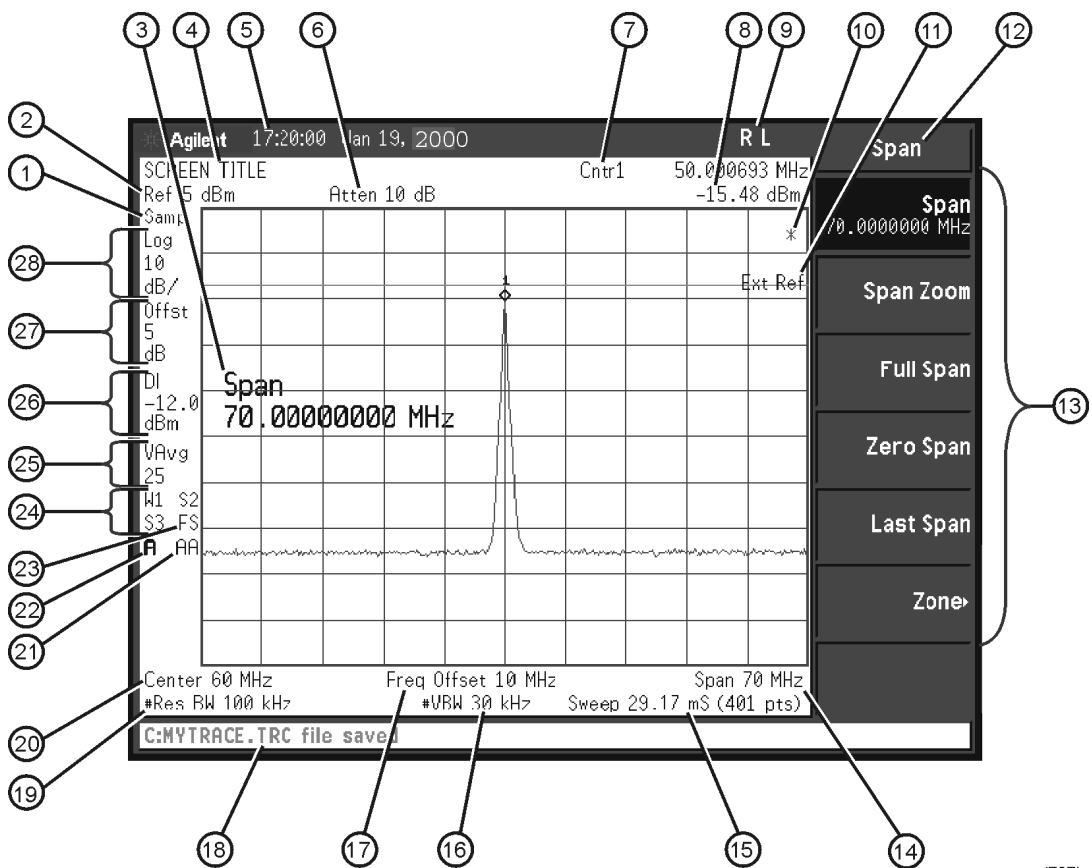 3 4 5 6 7 8 9 10 11 12
2
1
28
27
26
25
24
23
22
21
20
19
18 17 16 15 14
13
Agilent 17:20:00 Jan 19, 2000 R L
SCREEN TITLE Cntr1 50.000693 MHz
Ref 5 dBm Atten 10 dB -15.48 dBm
Samp
Log
10
dB/
Offst
5
dB
DI
-12.0
dBm
VAvg
25
W1 S2
S3 FS
A AA
*
Ext Ref
1
Span
70.00000000 MHz
Center 60 MHz Freq Offset 10 MHz Span 70 MHz
#Res BW 100 kHz #VBW 30 kHz Sweep 29.17 mS (401 pts)
C:MYTRACE.TRC file saved
Span
Span
70.0000000 MHz
Span Zoom
Full Span
Zero Span
Last Span
Zone